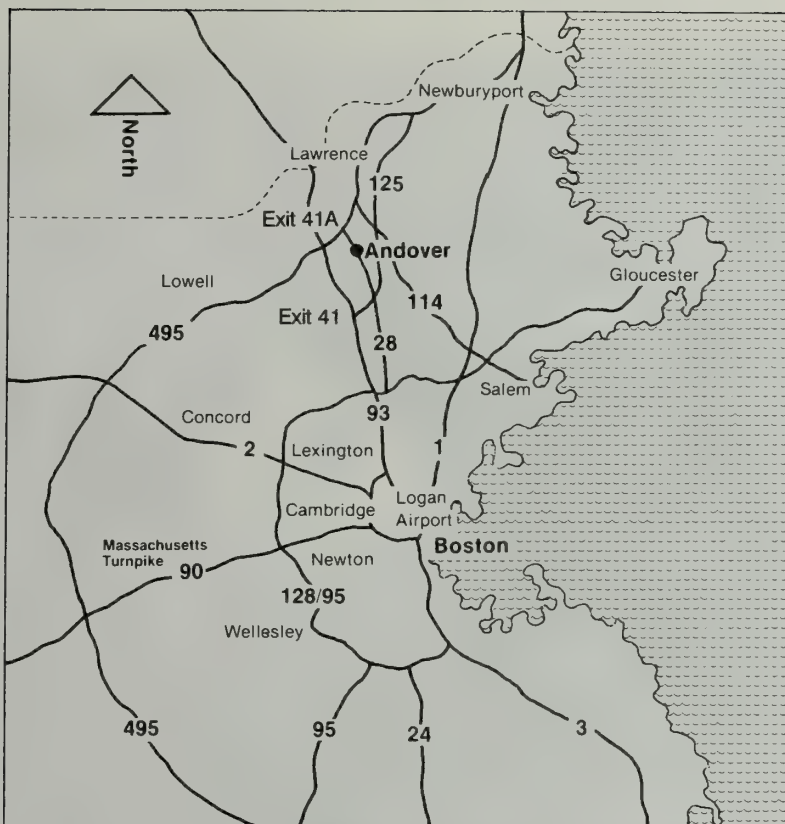 North
Newburyport
Lawrence
125
Exit 41A
Andover
Gloucester
Lowell
114
Exit 41
495
28
Salem
93
Concord
2
Lexington
1
Logan
Airport
Cambridge
Boston
Massachusetts
Turnpike
Newton
90
128/95
Wellesley
495
95
24
3